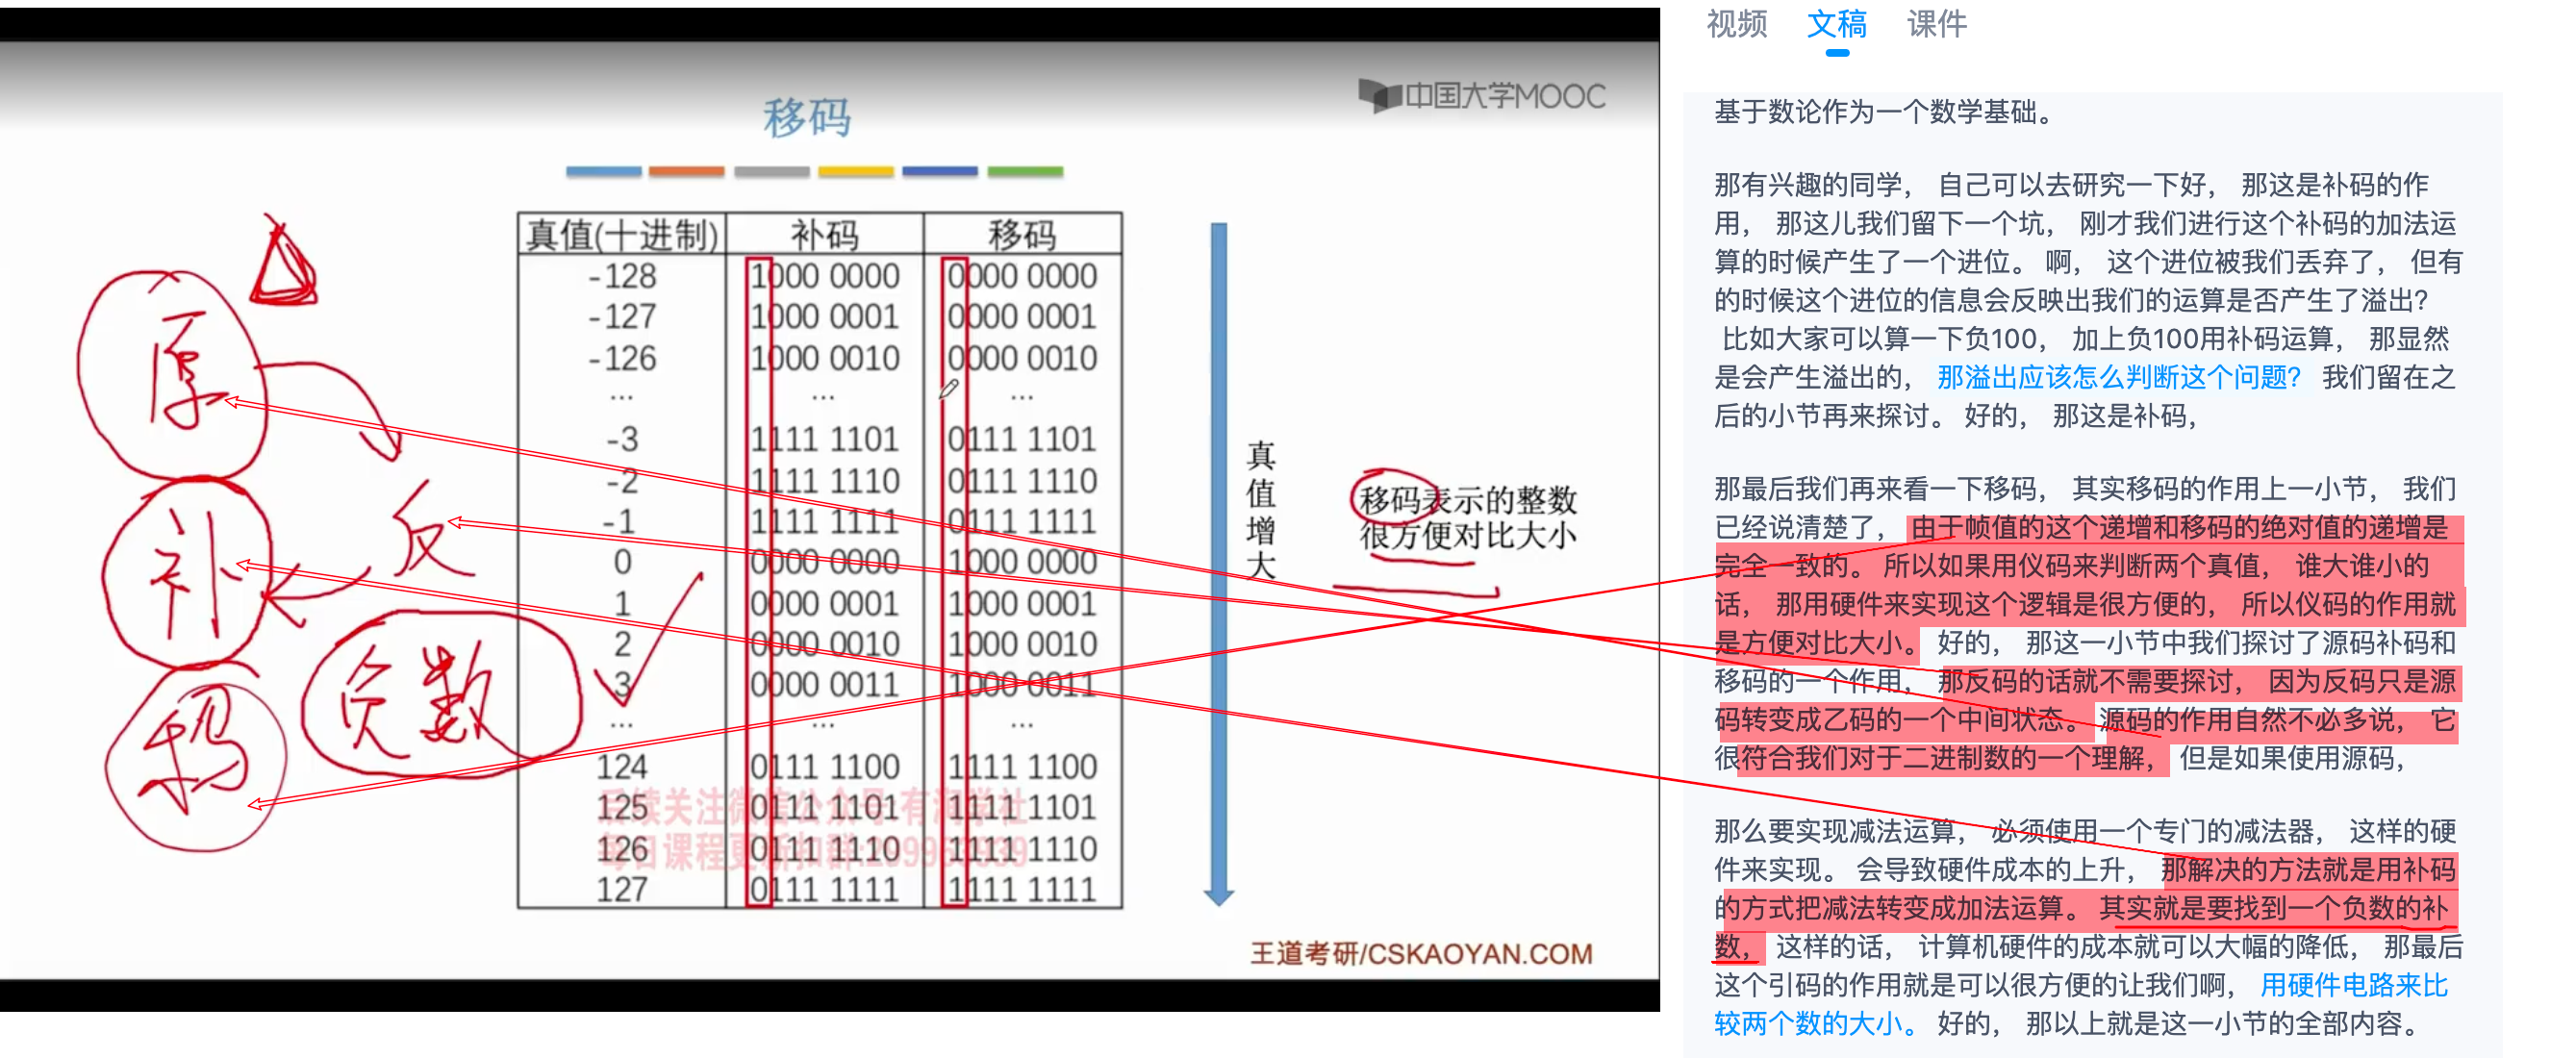 中国大学MOOC
移码
真值(十进制) 补码 移码
-128 1000 0000 0000 0000
-127 1000 0001 0000 0001
-126 1000 0010 0000 0010
... ... ...
-3 1111 1101 0111 1101
-2 1111 1110 0111 1110
-1 1111 1111 0111 1111
0 0000 0000 1000 0000
1 0000 0001 1000 0001
2 0000 0010 1000 0010
3 0000 0011 1000 0011
... ... ...
124 0111 1100 1111 1100
125 0111 1101 1111 1101
126 0111 1110 1111 1110
127 0111 1111 1111 1111
真值增大
移码表示的整数
很方便对比大小
原
反
补
负数
后续关注微信公众号:有
每日课程更新扣群:
王道考研/CSKAOYAN.COM
视频 文稿 课件
基于数论作为一个数学基础。
那有兴趣的同学， 自己可以去研究一下好， 那这是补码的作
用， 那这儿我们留下一个坑， 刚才我们进行这个补码的加法运
算的时候产生了一个进位。 啊， 这个进位被我们丢弃了， 但有
的时候这个进位的信息会反映出我们的运算是否产生了溢出?
比如大家可以算一下负100， 加上负100用补码运算， 那显然
是会产生溢出的， 那溢出应该怎么判断这个问题? 我们留在之
后的小节再来探讨。 好的， 那这是补码，
那最后我们再来看一下移码， 其实移码的作用上一小节， 我们
已经说清楚了， 由于帧值的这个递增和移码的绝对值的递增是
完全一致的。 所以如果用仪码来判断两个真值， 谁大谁小的
话， 那用硬件来实现这个逻辑是很方便的， 所以仪码的作用就
是方便对比大小。 好的， 那这一小节中我们探讨了源码补码和
移码的一个作用， 那反码的话就不需要探讨， 因为反码只是源
码转变成乙码的一个中间状态。 源码的作用自然不必多说， 它
很符合我们对于二进制数的一个理解， 但是如果使用源码，
那么要实现减法运算， 必须使用一个专门的减法器， 这样的硬
件来实现。 会导致硬件成本的上升， 那解决的方法就是用补码
的方式把减法转变成加法运算。 其实就是要找到一个负数的补
数， 这样的话， 计算机硬件的成本就可以大幅的降低， 那最后
这个引码的作用就是可以很方便的让我们啊， 用硬件电路来比
较两个数的大小。 好的， 那以上就是这一小节的全部内容。